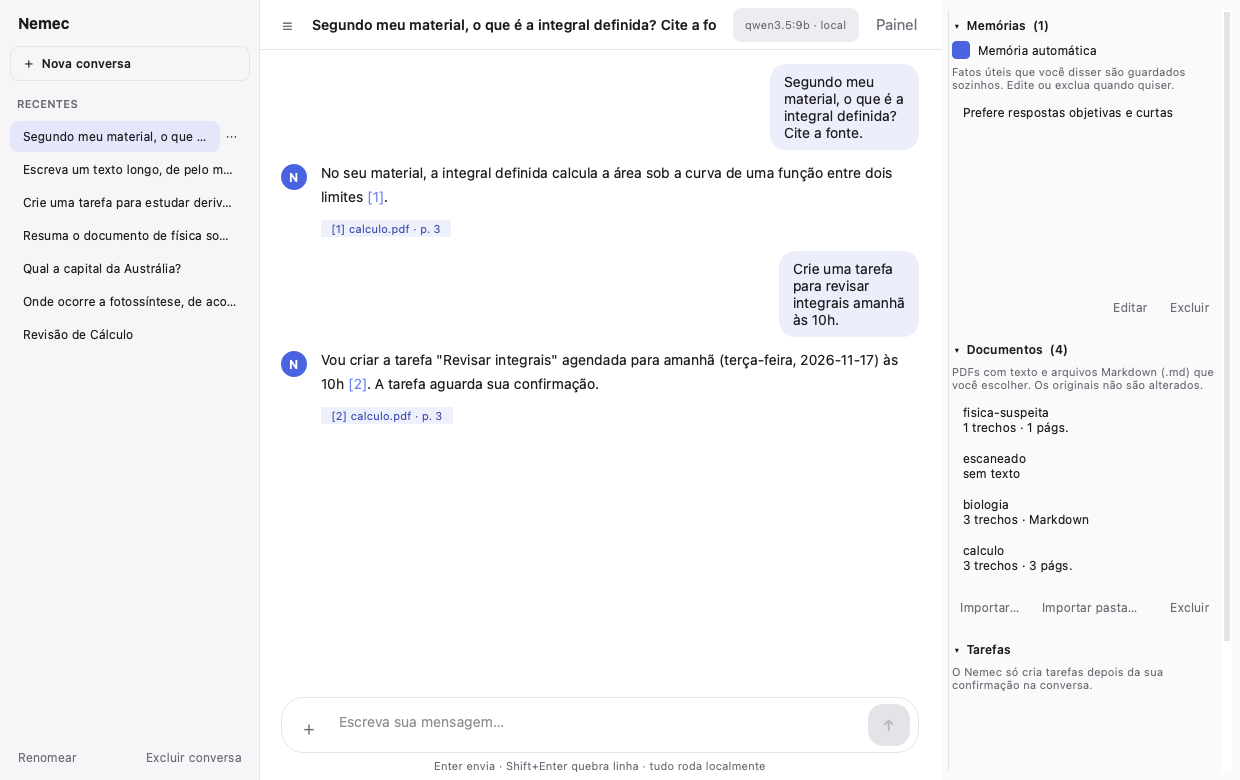 Nemec
+ Nova conversa
RECENTES
Segundo meu material, o que ... ···
Escreva um texto longo, de pelo m...
Crie uma tarefa para estudar deriv...
Resuma o documento de física so...
Qual a capital da Austrália?
Onde ocorre a fotossíntese, de aco...
Revisão de Cálculo
Renomear Excluir conversa
≡ Segundo meu material, o que é a integral definida? Cite a fo qwen3.5:9b · local Painel
Segundo meu
material, o que é a
integral definida?
Cite a fonte.
N No seu material, a integral definida calcula a área sob a curva de uma função entre dois
limites [1].
[1] calculo.pdf · p. 3
Crie uma tarefa
para revisar
integrais amanhã
às 10h.
N Vou criar a tarefa "Revisar integrais" agendada para amanhã (terça-feira, 2026-11-17) às
10h [2]. A tarefa aguarda sua confirmação.
[2] calculo.pdf · p. 3
+ Escreva sua mensagem... ↑
Enter envia · Shift+Enter quebra linha · tudo roda localmente
▾ Memórias (1)
Memória automática
Fatos úteis que você disser são guardados
sozinhos. Edite ou exclua quando quiser.
Prefere respostas objetivas e curtas
Editar Excluir
▾ Documentos (4)
PDFs com texto e arquivos Markdown (.md) que
você escolher. Os originais não são alterados.
fisica-suspeita
1 trechos · 1 págs.
escaneado
sem texto
biologia
3 trechos · Markdown
calculo
3 trechos · 3 págs.
Importar... Importar pasta... Excluir
▾ Tarefas
O Nemec só cria tarefas depois da sua
confirmação na conversa.